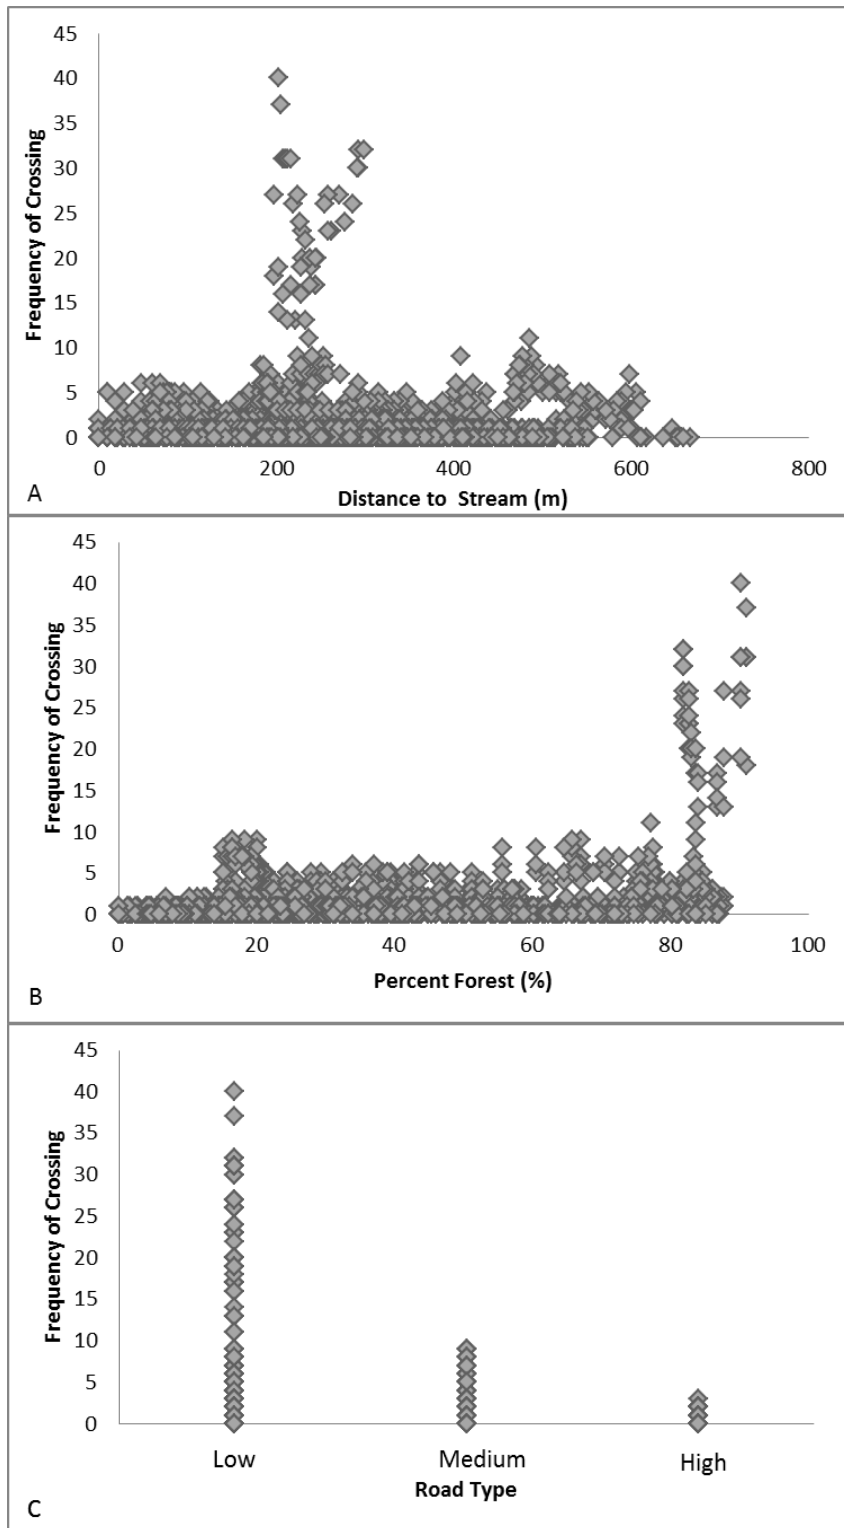 45
40
35
30
25
20
15
10
5
0
Frequency of Crossing
0 200 400 600 800
Distance to Stream (m)
A
45
40
35
30
25
20
15
10
5
0
Frequency of Crossing
0 20 40 60 80 100
Percent Forest (%)
B
45
40
35
30
25
20
15
10
5
0
Frequency of Crossing
Low Medium High
Road Type
C